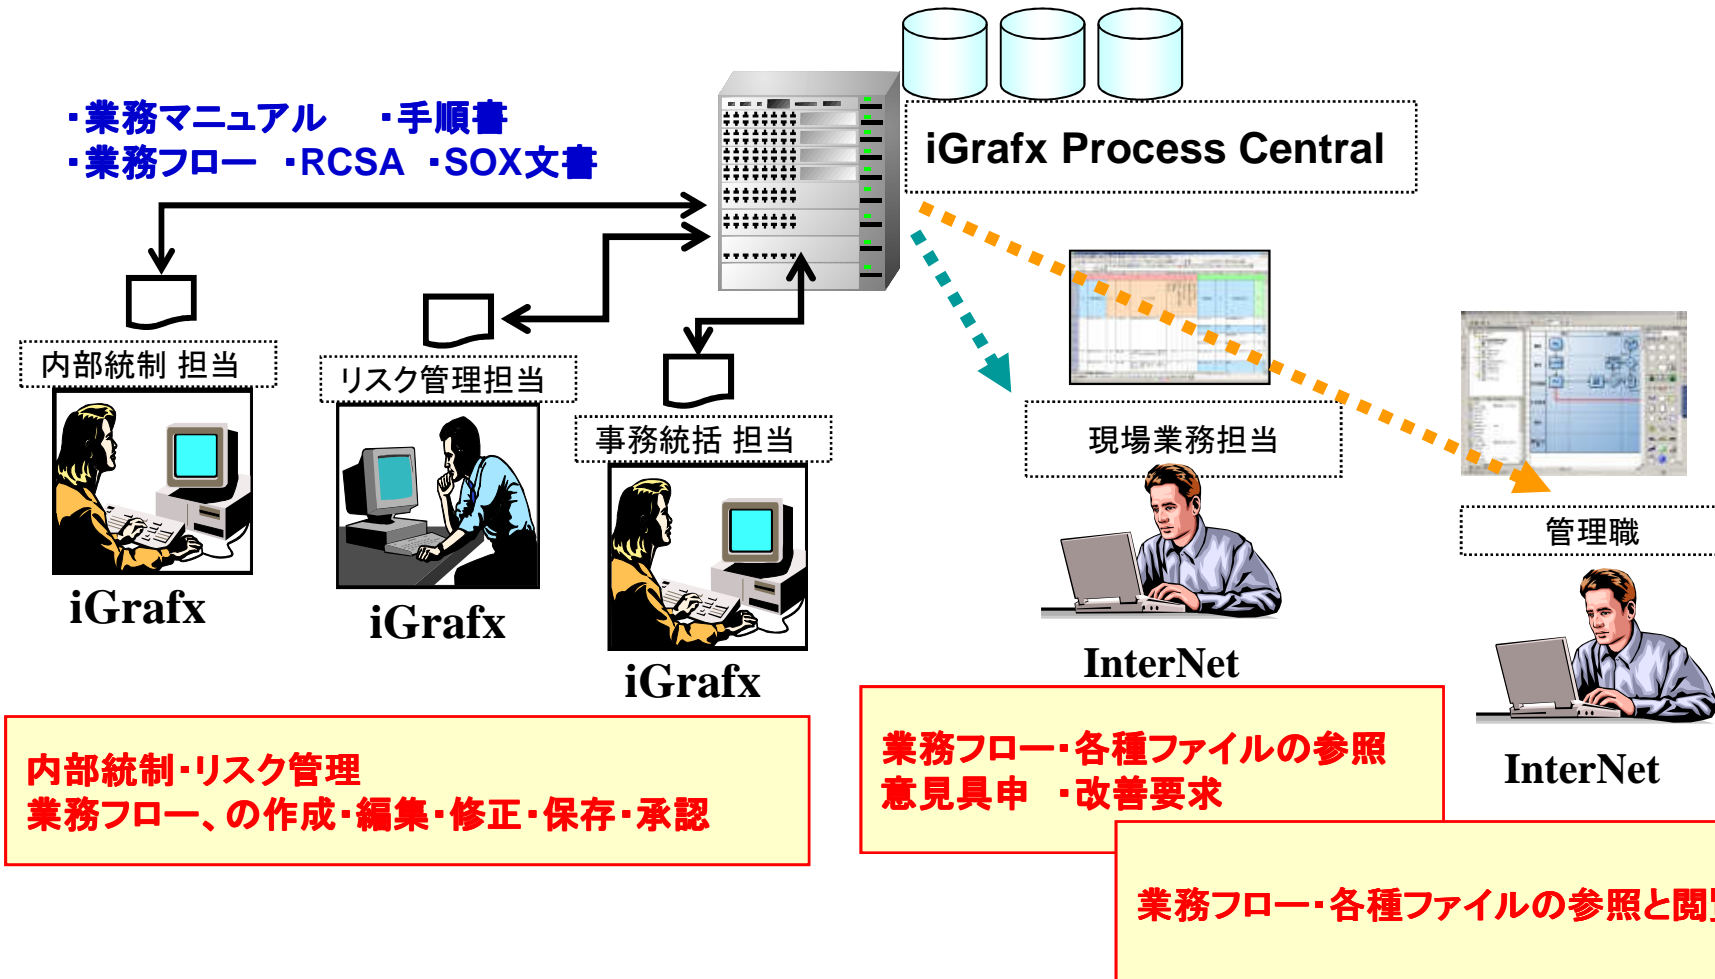 ・業務マニュアル ・手順書
・業務フロー ・RCSA ・SOX文書
iGrafx Process Central
内部統制 担当
リスク管理担当
事務統括 担当
現場業務担当
管理職
iGrafx
iGrafx
iGrafx
InterNet
InterNet
内部統制・リスク管理
業務フロー、の作成・編集・修正・保存・承認
業務フロー・各種ファイルの参照
意見具申 ・改善要求
業務フロー・各種ファイルの参照と閲